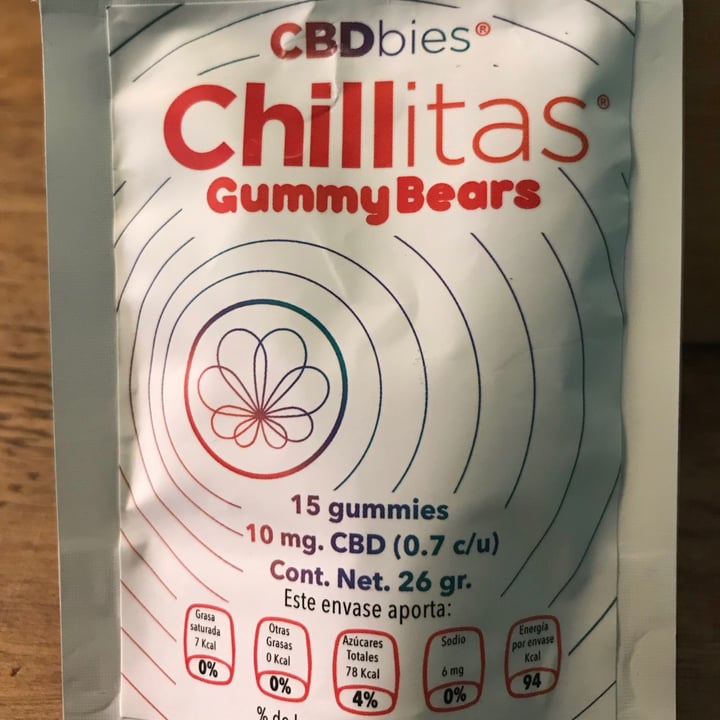 CBDbies®
Chillitas®
Gummy Bears
15 gummies
10 mg. CBD (0.7 c/u)
Cont. Net. 26 gr.
Este envase aporta:
Grasa
saturada
7 Kcal
0%
Otras
Grasas
0 Kcal
0%
Azúcares
Totales
78 Kcal
4%
Sodio
6 mg
0%
Energía
por envase
Kcal
94